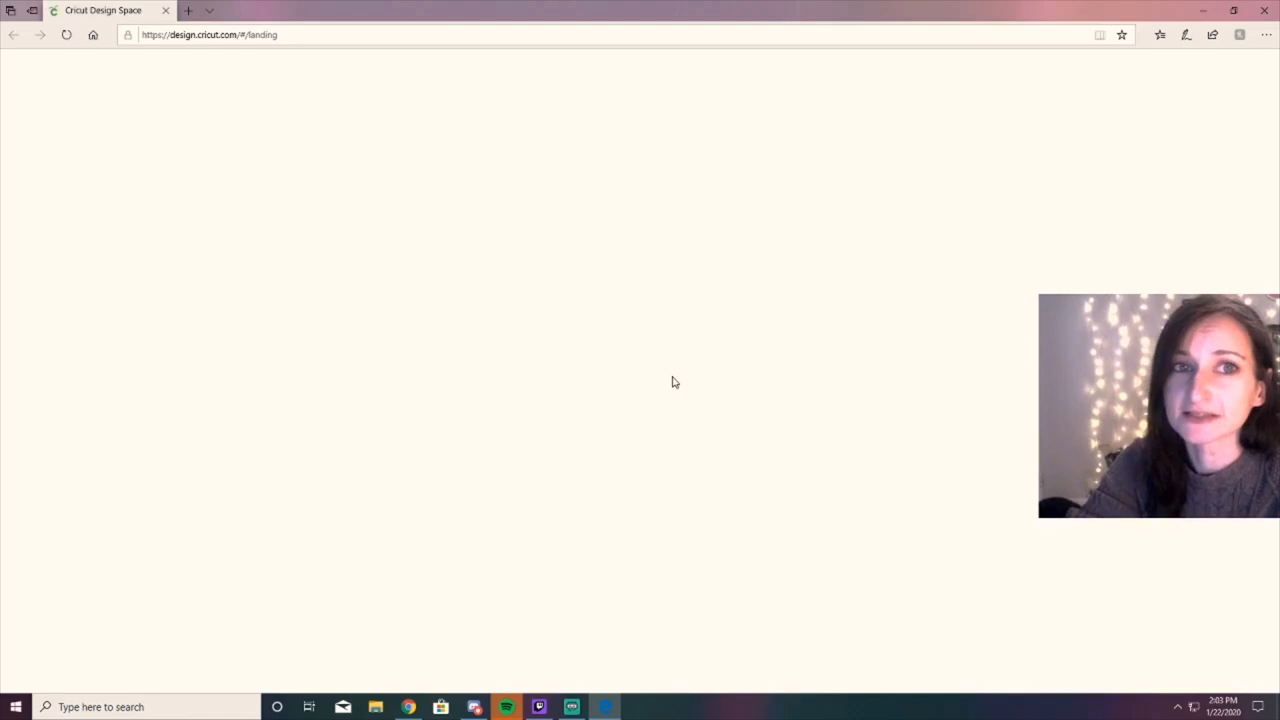 Cricut Design Space
https://design.cricut.com/#/landing
Type here to search
2:03 PM
1/22/2020